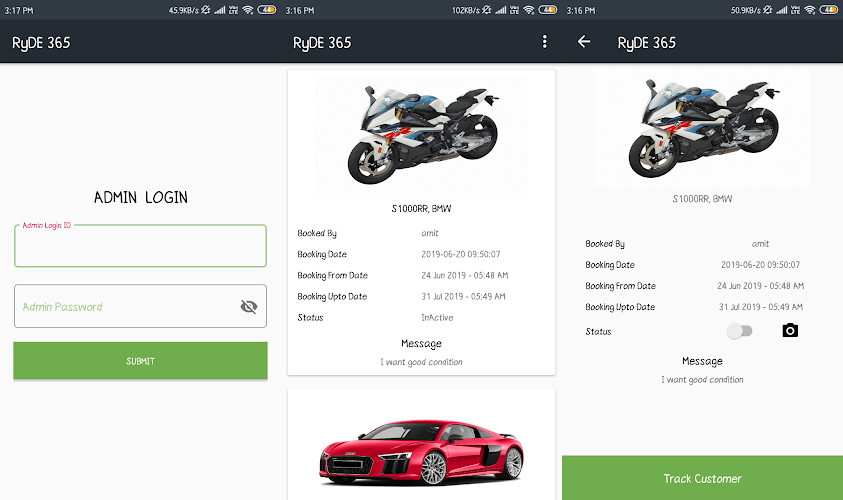 3:17 PM 45.9KB/s 44
RyDE 365
ADMIN LOGIN
Admin Login ID
Admin Password
SUBMIT
3:16 PM 102KB/s 44
RyDE 365
S1000RR, BMW
Booked By amit
Booking Date 2019-06-20 09:50:07
Booking From Date 24 Jun 2019 - 05:48 AM
Booking Upto Date 31 Jul 2019 - 05:49 AM
Status InActive
Message
I want good condition
3:16 PM 50.9KB/s 44
RyDE 365
S1000RR, BMW
Booked By amit
Booking Date 2019-06-20 09:50:07
Booking From Date 24 Jun 2019 - 05:48 AM
Booking Upto Date 31 Jul 2019 - 05:49 AM
Status
Message
I want good condition
Track Customer